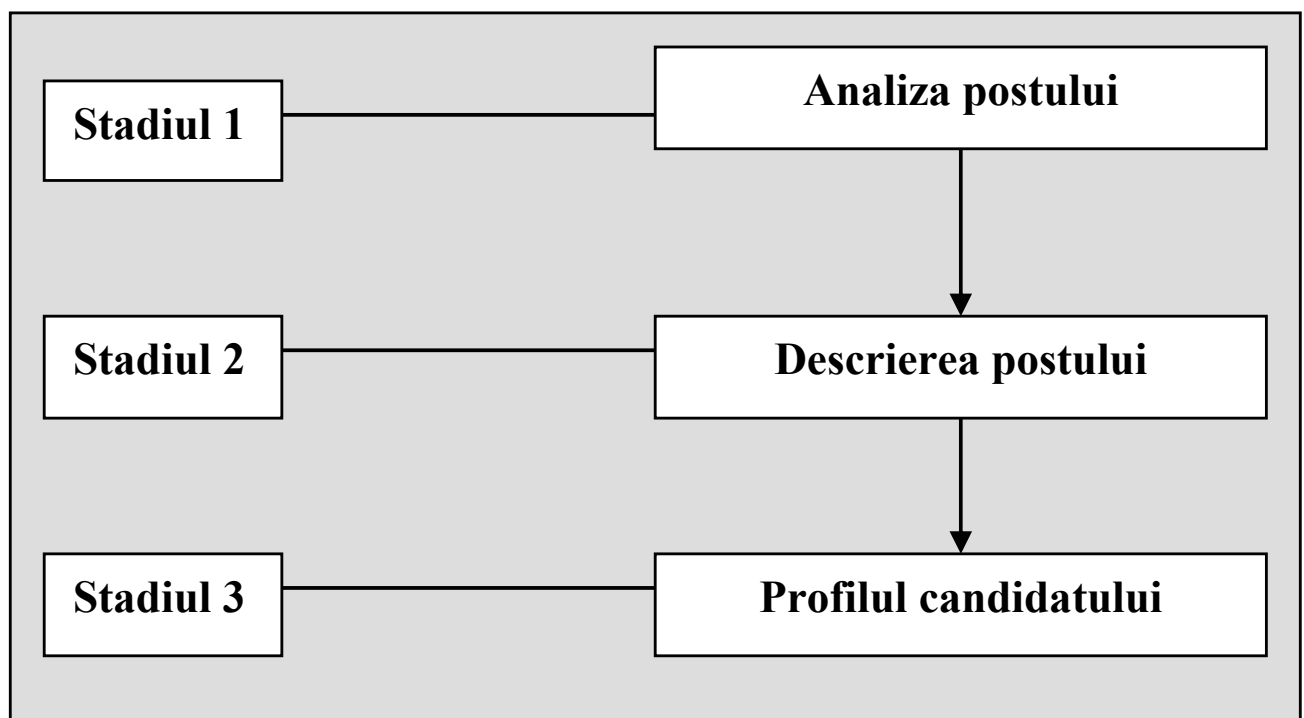 Stadiul 1
Analiza postului
Stadiul 2
Descrierea postului
Stadiul 3
Profilul candidatului